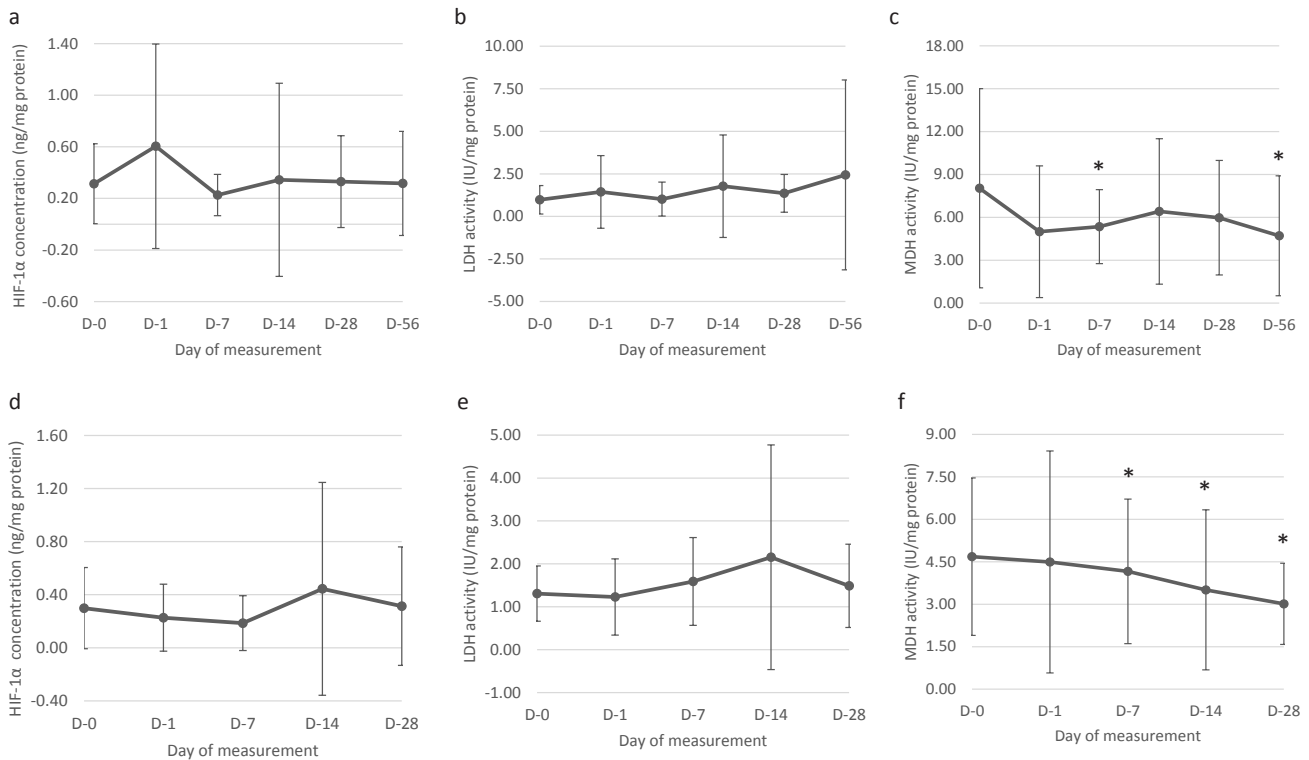 a
HIF-1α concentration (ng/mg protein)
1.40
1.00
0.60
0.20
-0.20
-0.60
D-0 D-1 D-7 D-14 D-28 D-56
Day of measurement
b
LDH activity (IU/mg protein)
10.00
7.50
5.00
2.50
0.00
-2.50
-5.00
D-0 D-1 D-7 D-14 D-28 D-56
Day of measurement
c
MDH activity (IU/mg protein)
18.00
15.00
12.00
9.00
6.00
3.00
0.00
* *
D-0 D-1 D-7 D-14 D-28 D-56
Day of measurement
d
HIF-1α concentration (ng/mg protein)
1.60
1.20
0.80
0.40
0.00
-0.40
D-0 D-1 D-7 D-14 D-28
Day of measurement
e
LDH activity (IU/mg protein)
5.00
4.00
3.00
2.00
1.00
0.00
-1.00
D-0 D-1 D-7 D-14 D-28
Day of measurement
f
MDH activity (IU/mg protein)
9.00
7.50
6.00
4.50
3.00
1.50
0.00
* * *
D-0 D-1 D-7 D-14 D-28
Day of measurement